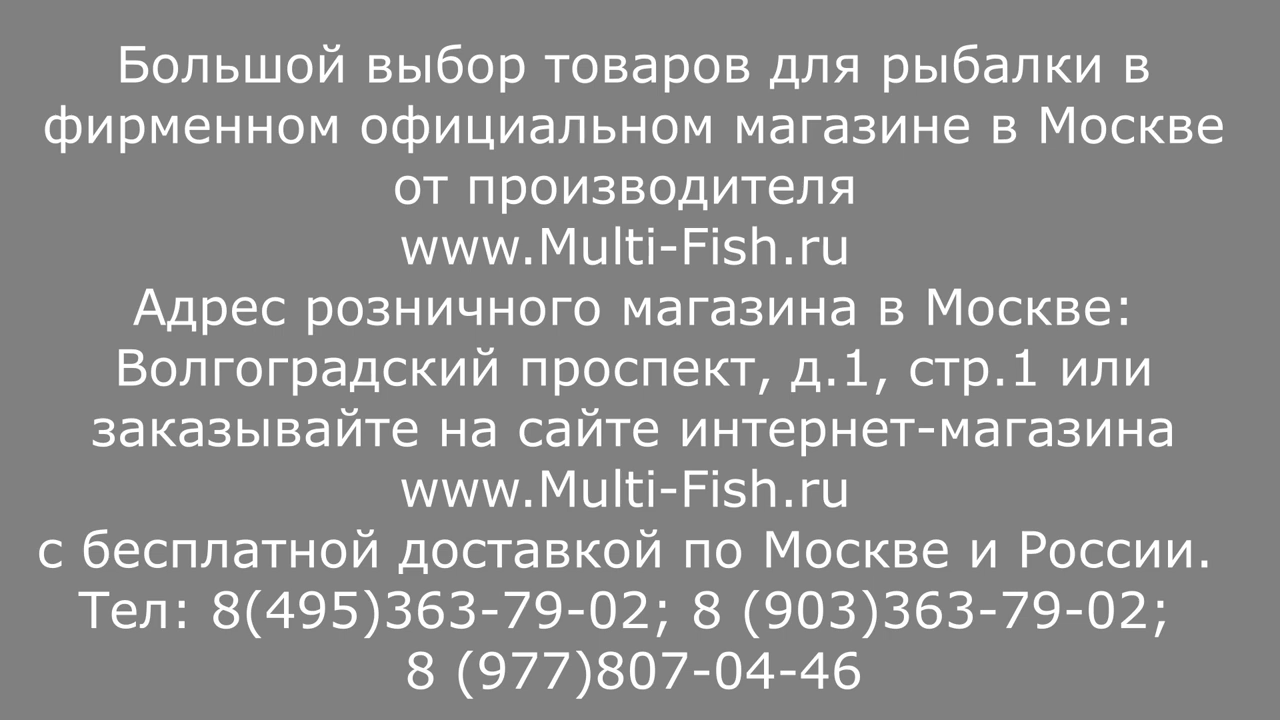 Большой выбор товаров для рыбалки в
фирменном официальном магазине в Москве
от производителя
www.Multi-Fish.ru
Адрес розничного магазина в Москве:
Волгоградский проспект, д.1, стр.1 или
заказывайте на сайте интернет-магазина
www.Multi-Fish.ru
с бесплатной доставкой по Москве и России.
Тел: 8(495)363-79-02; 8 (903)363-79-02;
8 (977)807-04-46